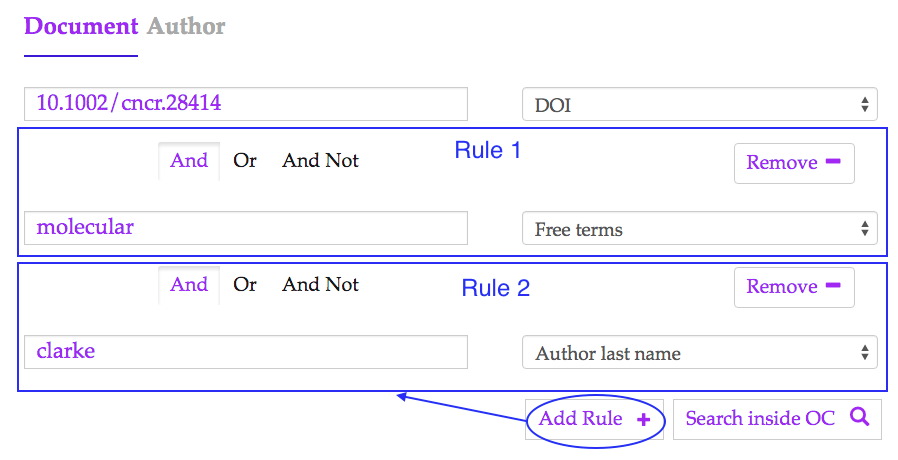 Document Author
10.1002/cncr.28414 DOI
And Or And Not Rule 1 Remove
molecular Free terms
And Or And Not Rule 2 Remove
clarke Author last name
Add Rule + Search inside OC